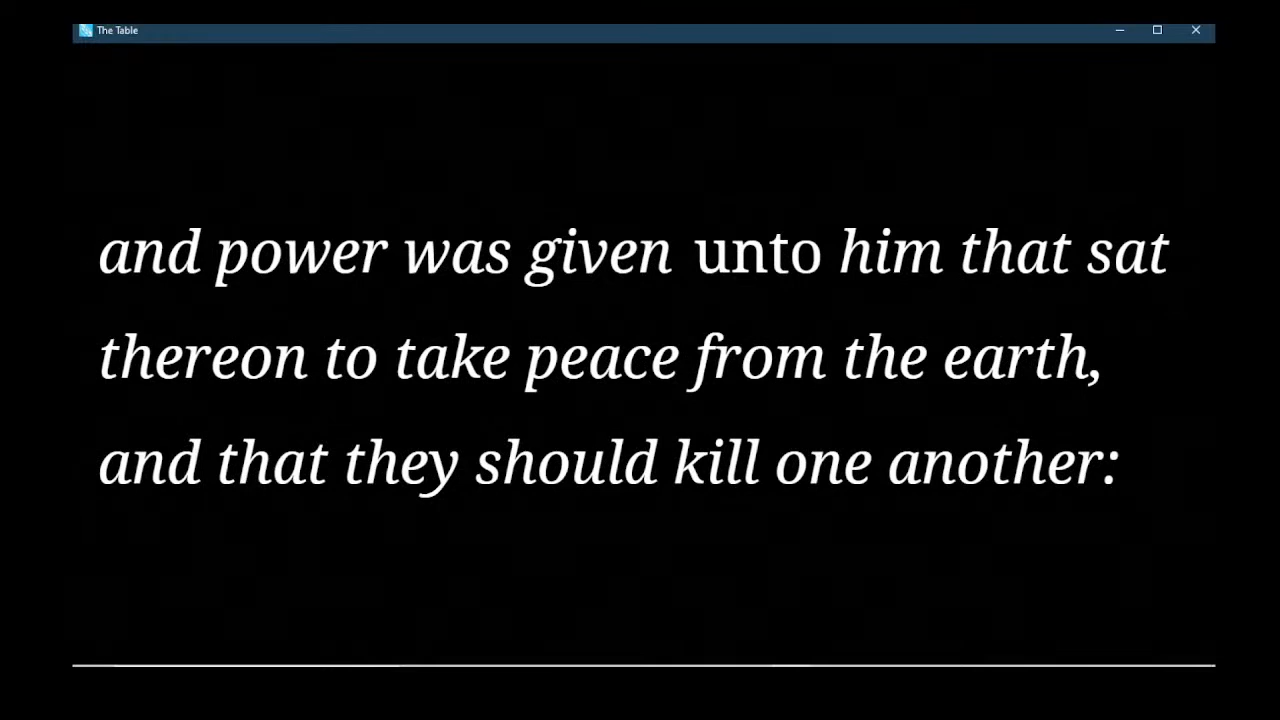 The Table
and power was given unto him that sat
thereon to take peace from the earth,
and that they should kill one another: